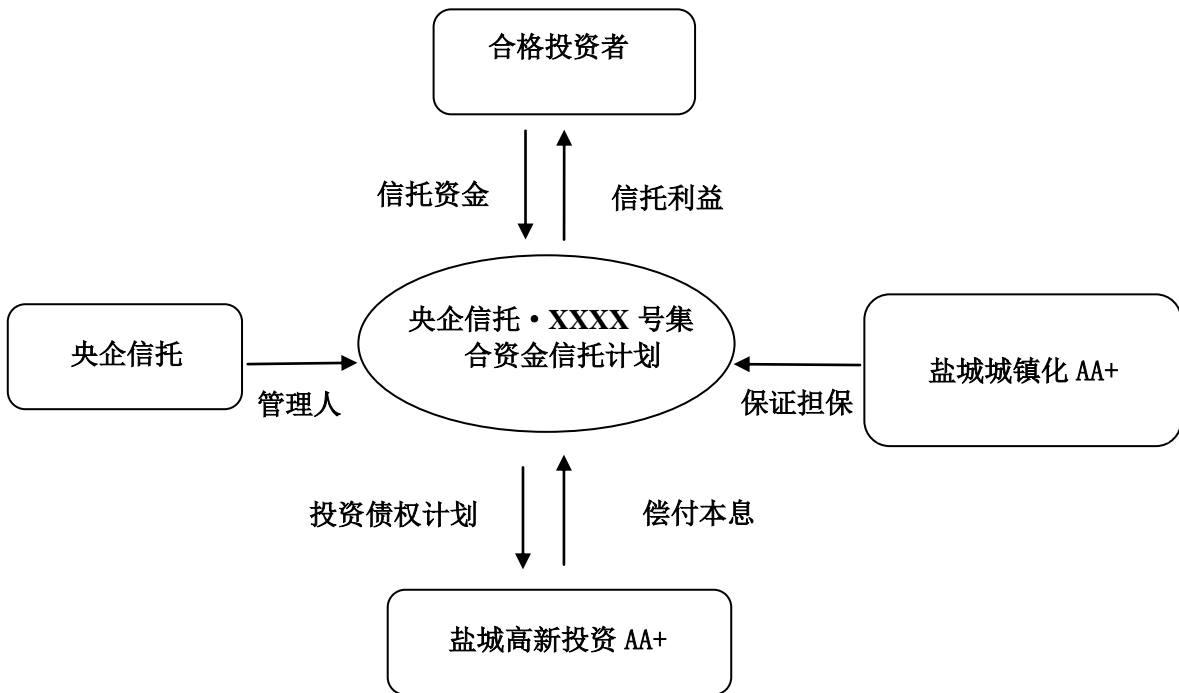 合格投资者
信托资金
信托利益
央企信托·XXXX 号集
合资金信托计划
央企信托
管理人
盐城城镇化 AA+
保证担保
投资债权计划
偿付本息
盐城高新投资 AA+